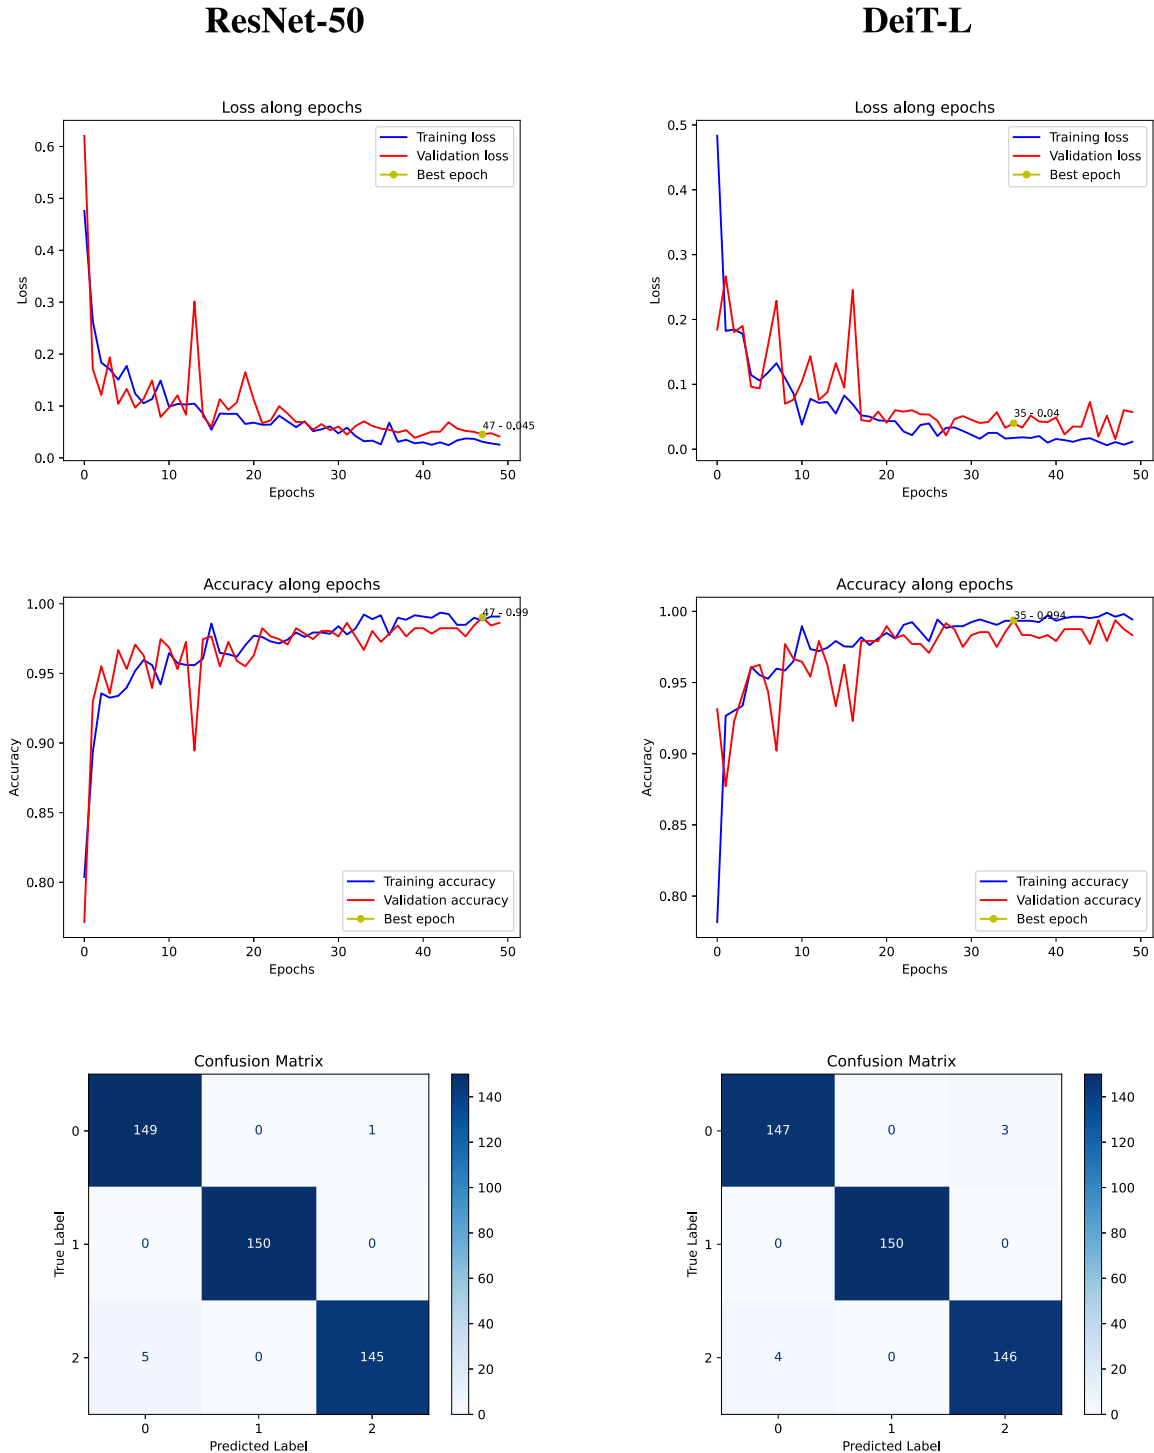 ResNet-50
DeiT-L
Loss along epochs
Training loss
Validation loss
Best epoch
47 - 0.045
0.6
0.5
0.4
0.3
0.2
0.1
0.0
Loss
0 10 20 30 40 50
Epochs
Loss along epochs
Training loss
Validation loss
Best epoch
35 - 0.04
0.5
0.4
0.3
0.2
0.1
0.0
Loss
0 10 20 30 40 50
Epochs
Accuracy along epochs
47 - 0.99
1.00
0.95
0.90
0.85
0.80
Accuracy
Training accuracy
Validation accuracy
Best epoch
0 10 20 30 40 50
Epochs
Accuracy along epochs
35 - 0.994
1.00
0.95
0.90
0.85
0.80
Accuracy
Training accuracy
Validation accuracy
Best epoch
0 10 20 30 40 50
Epochs
Confusion Matrix
True Label
0 149 0 1
1 0 150 0
2 5 0 145
0 1 2
Predicted Label
140
120
100
80
60
40
20
0
Confusion Matrix
True Label
0 147 0 3
1 0 150 0
2 4 0 146
0 1 2
Predicted Label
140
120
100
80
60
40
20
0